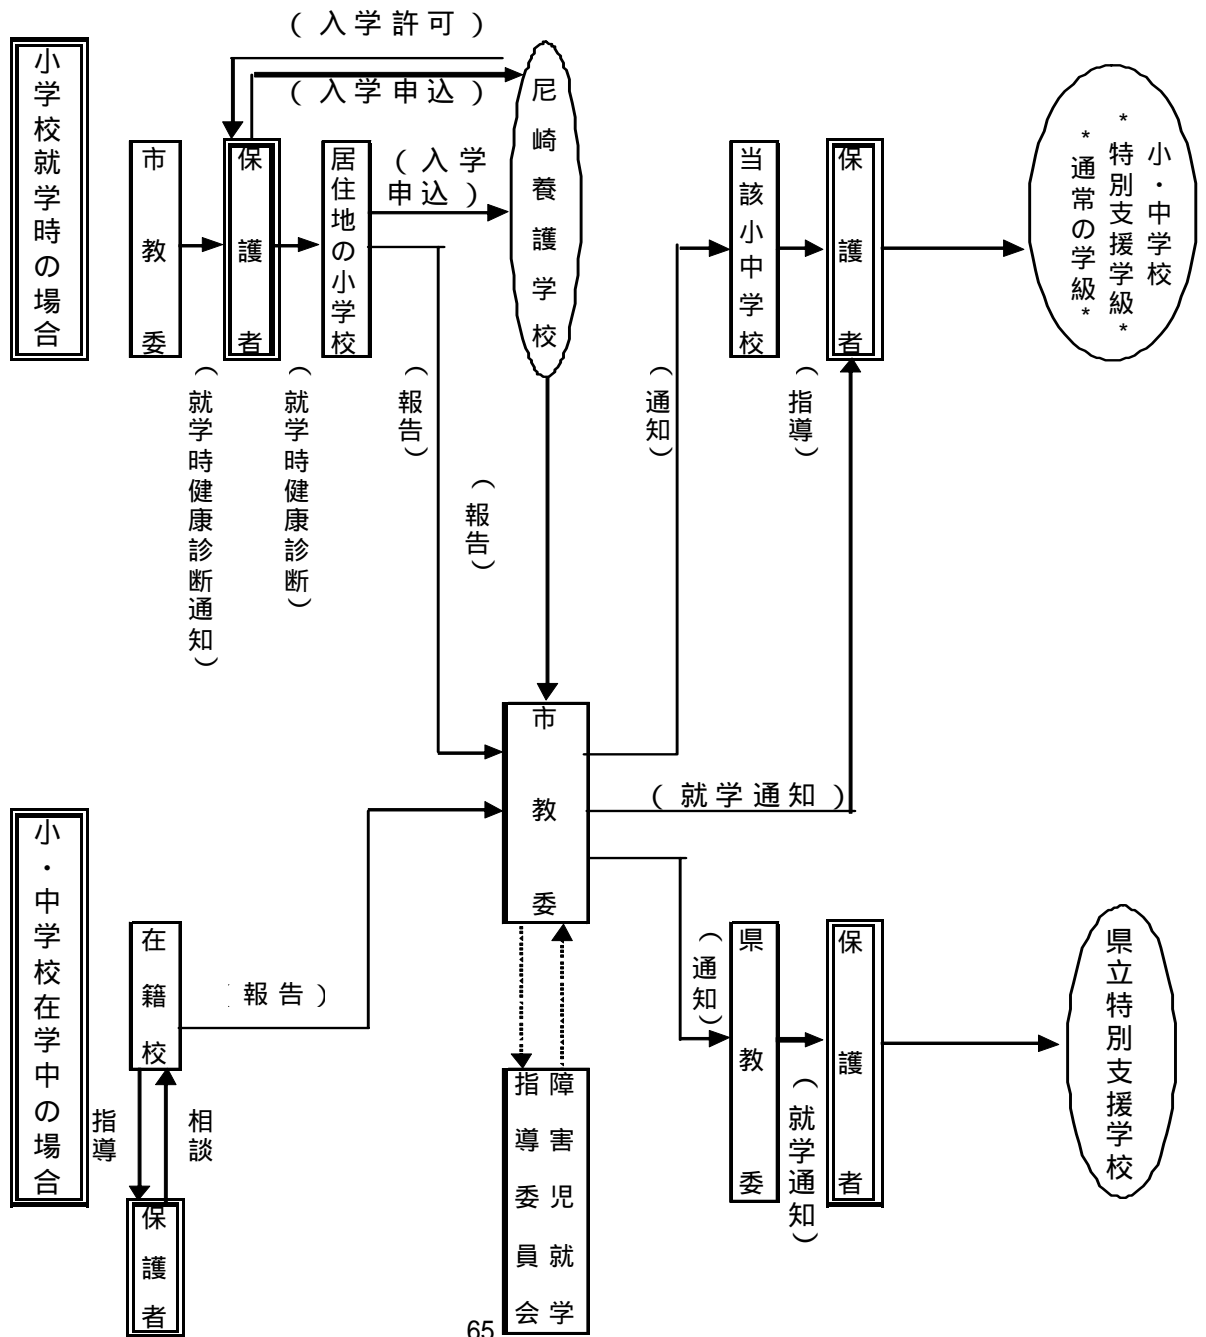 (入学許可)
(入学申込)
小学校就学時の場合
市教委
保護者
居住地の小学校
(入学
申込)
尼崎養護学校
当該小中学校
保護者
小・中学校
*特別支援学級*
*通常の学級*
(就学時健康診断通知)
(就学時健康診断)
(報告)
(報告)
(通知)
(指導)
市教委
(就学通知)
小・中学校在学中の場合
在籍校
報告)
指導
相談
保護者
障害児就学
指導委員会
(通知)
県教委
(就学通知)
保護者
県立特別支援学校
65